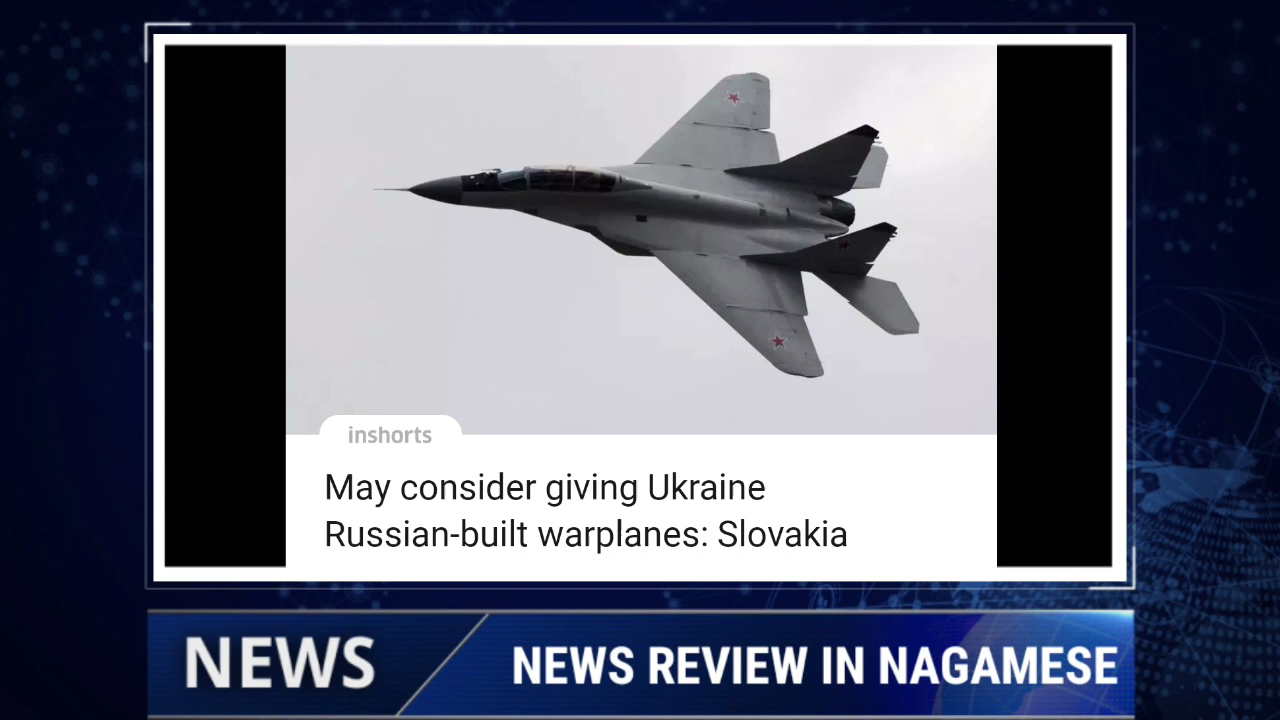 inshorts
May consider giving Ukraine
Russian-built warplanes: Slovakia
NEWS
NEWS REVIEW IN NAGAMESE